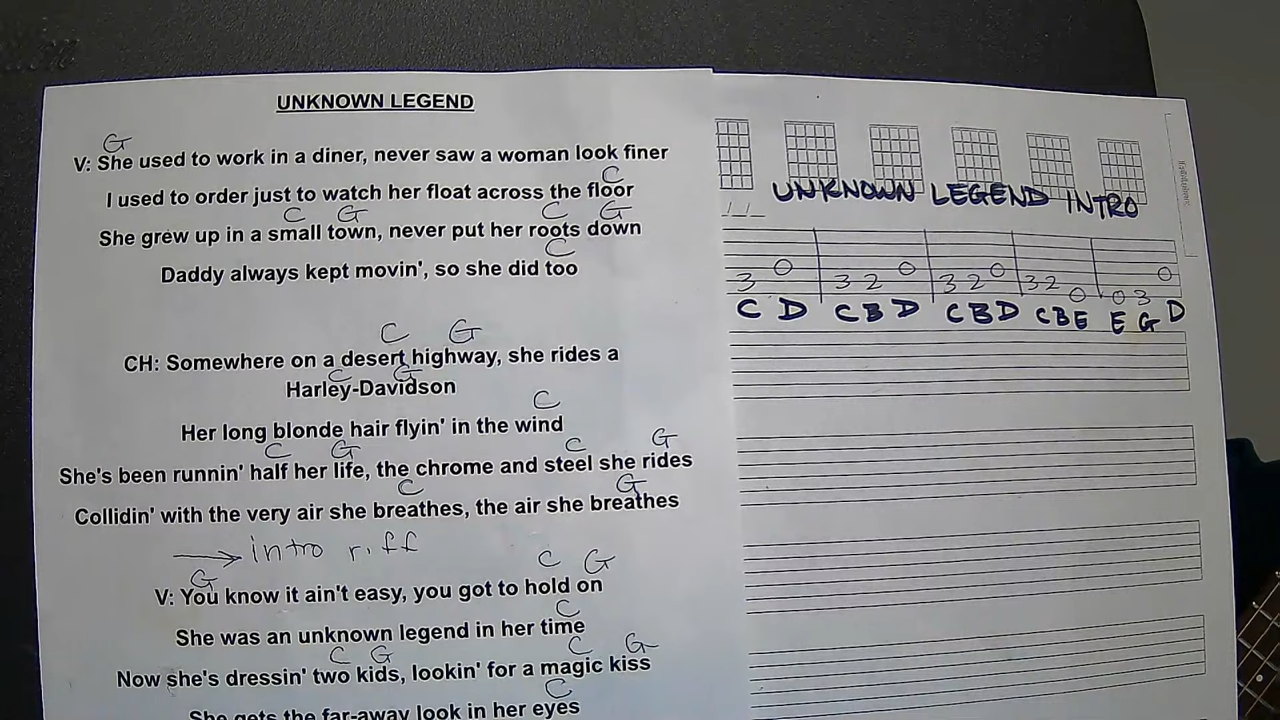 UNKNOWN LEGEND
G
V: She used to work in a diner, never saw a woman look finer
C
I used to order just to watch her float across the floor
C G C G
She grew up in a small town, never put her roots down
C
Daddy always kept movin', so she did too
C G
CH: Somewhere on a desert highway, she rides a
C G
Harley-Davidson
C
Her long blonde hair flyin' in the wind
C G C G
She's been runnin' half her life, the chrome and steel she rides
C G
Collidin' with the very air she breathes, the air she breathes
→ intro riff
G C G
V: You know it ain't easy, you got to hold on
C
She was an unknown legend in her time
C G C G
Now she's dressin' two kids, lookin' for a magic kiss
C
She gets the far-away look in her eyes
UNKNOWN LEGEND INTRO
3 0 3 2 0 3 2 0 3 2 0 0 3 0
C D C B D C B D C B E E G D